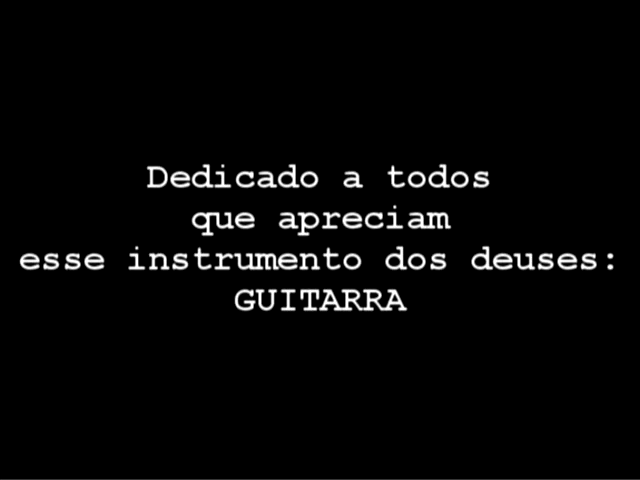 Dedicado a todos
que apreciam
esse instrumento dos deuses:
GUITARRA